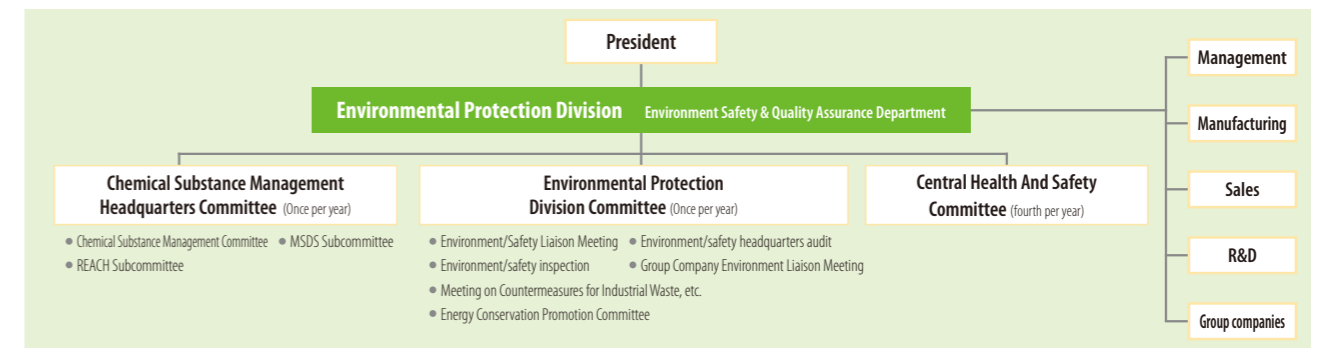 President
Environmental Protection Division Environment Safety & Quality Assurance Department
Chemical Substance Management
Headquarters Committee (Once per year)
● Chemical Substance Management Committee ● MSDS Subcommittee
● REACH Subcommittee
Environmental Protection
Division Committee (Once per year)
● Environment/Safety Liaison Meeting ● Environment/safety headquarters audit
● Environment/safety inspection ● Group Company Environment Liaison Meeting
● Meeting on Countermeasures for Industrial Waste, etc.
● Energy Conservation Promotion Committee
Central Health And Safety
Committee (fourth per year)
Management
Manufacturing
Sales
R&D
Group companies